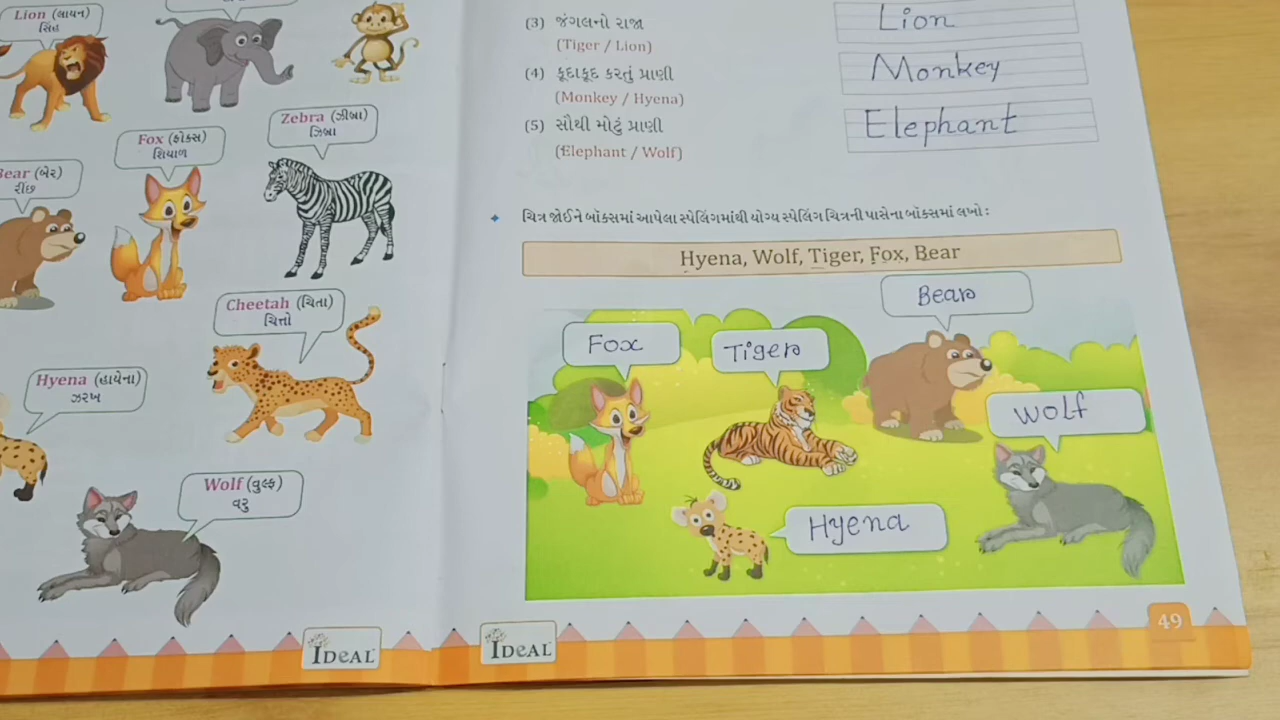 Lion (લાયન)
સિંહ
Zebra (ઝીબ્રા)
ઝિબ્રા
Fox (ફોક્સ)
શિયાળ
Bear (બેર)
રીંછ
Cheetah (ચિતા)
ચિત્તો
Hyena (હાયેના)
ઝરખ
Wolf (વુલ્ફ)
વરુ
IDEAL
(3) જંગલનો રાજા
(Tiger / Lion)
Lion
(4) કૂદાકૂદ કરતું પ્રાણી
(Monkey / Hyena)
Monkey
(5) સૌથી મોટું પ્રાણી
(Elephant / Wolf)
Elephant
ચિત્ર જોઈને બૉક્સમાં આપેલા સ્પેલિંગમાંથી યોગ્ય સ્પેલિંગ ચિત્રની પાસેના બૉક્સમાં લખો :
Hyena, Wolf, Tiger, Fox, Bear
Bear
Fox
Tiger
Wolf
Hyena
IDEAL
49